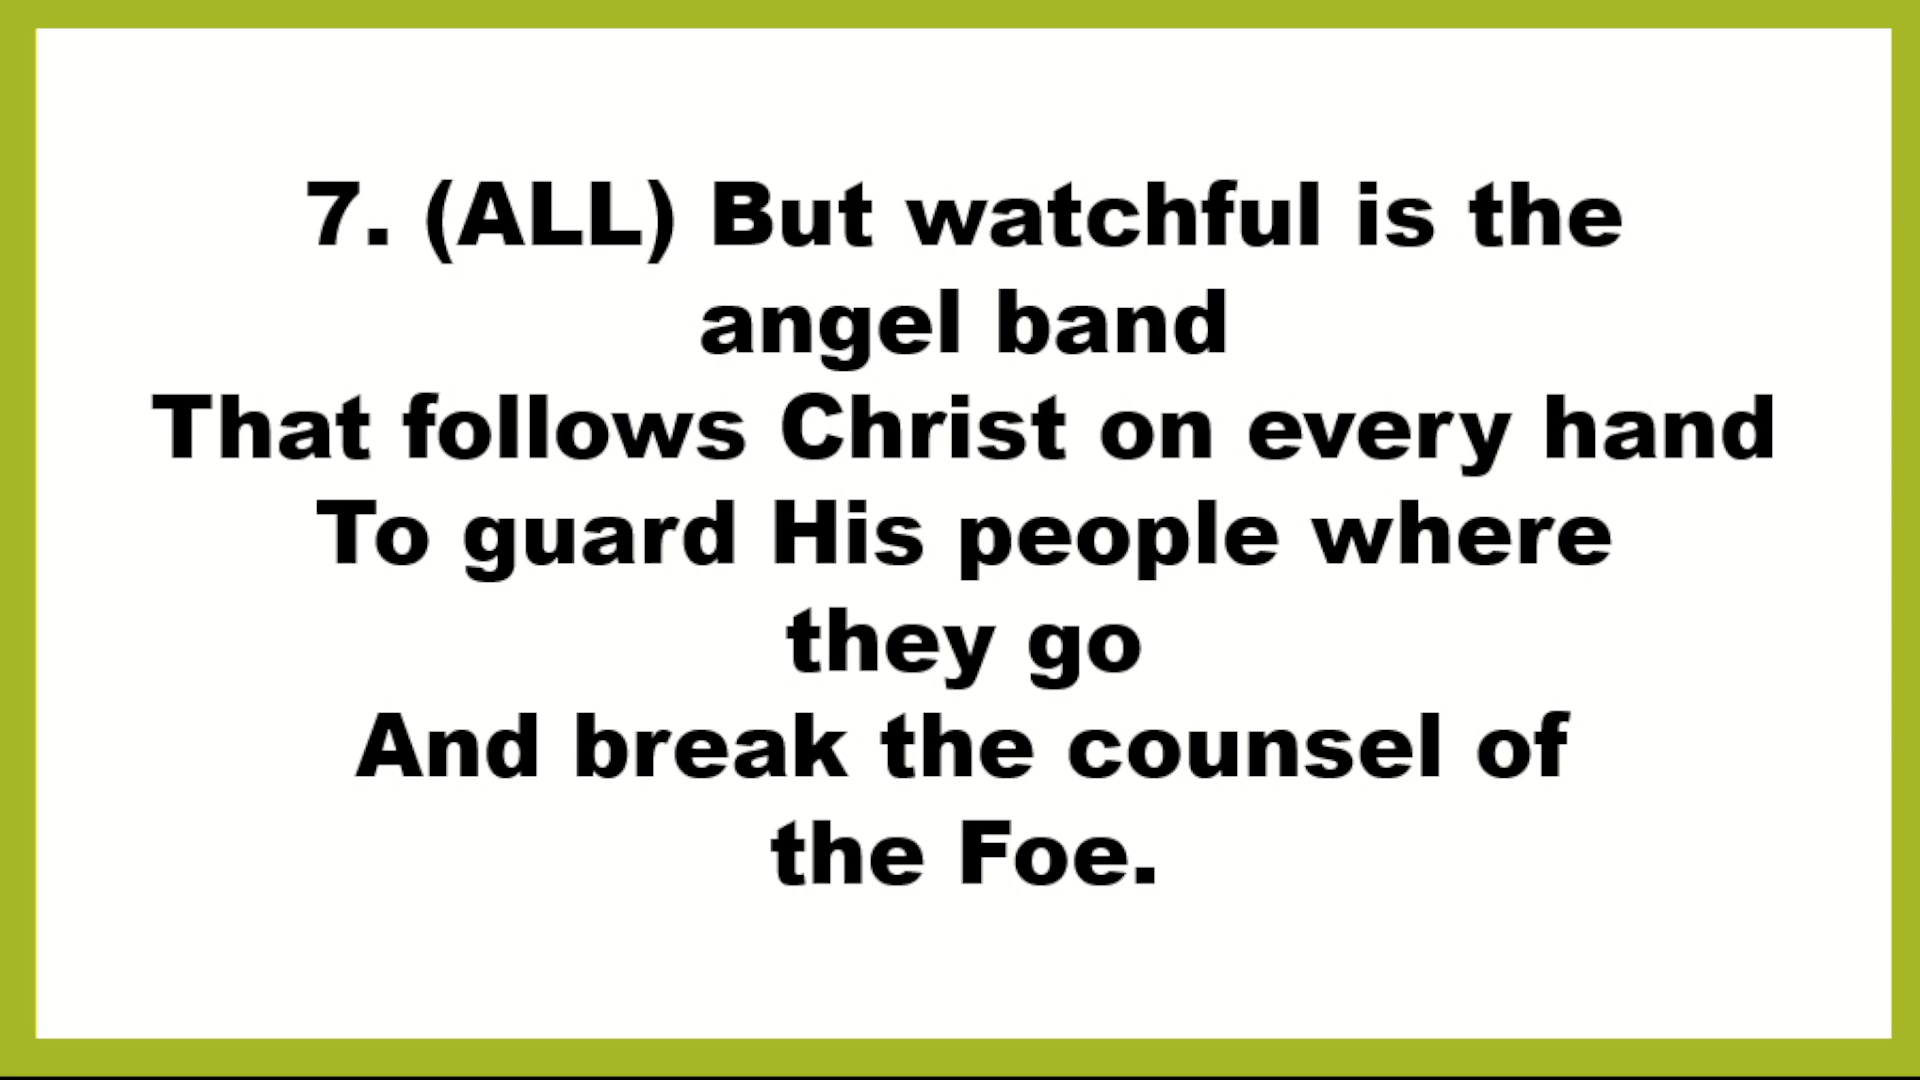 7. (ALL) But watchful is the
angel band
That follows Christ on every hand
To guard His people where
they go
And break the counsel of
the Foe.